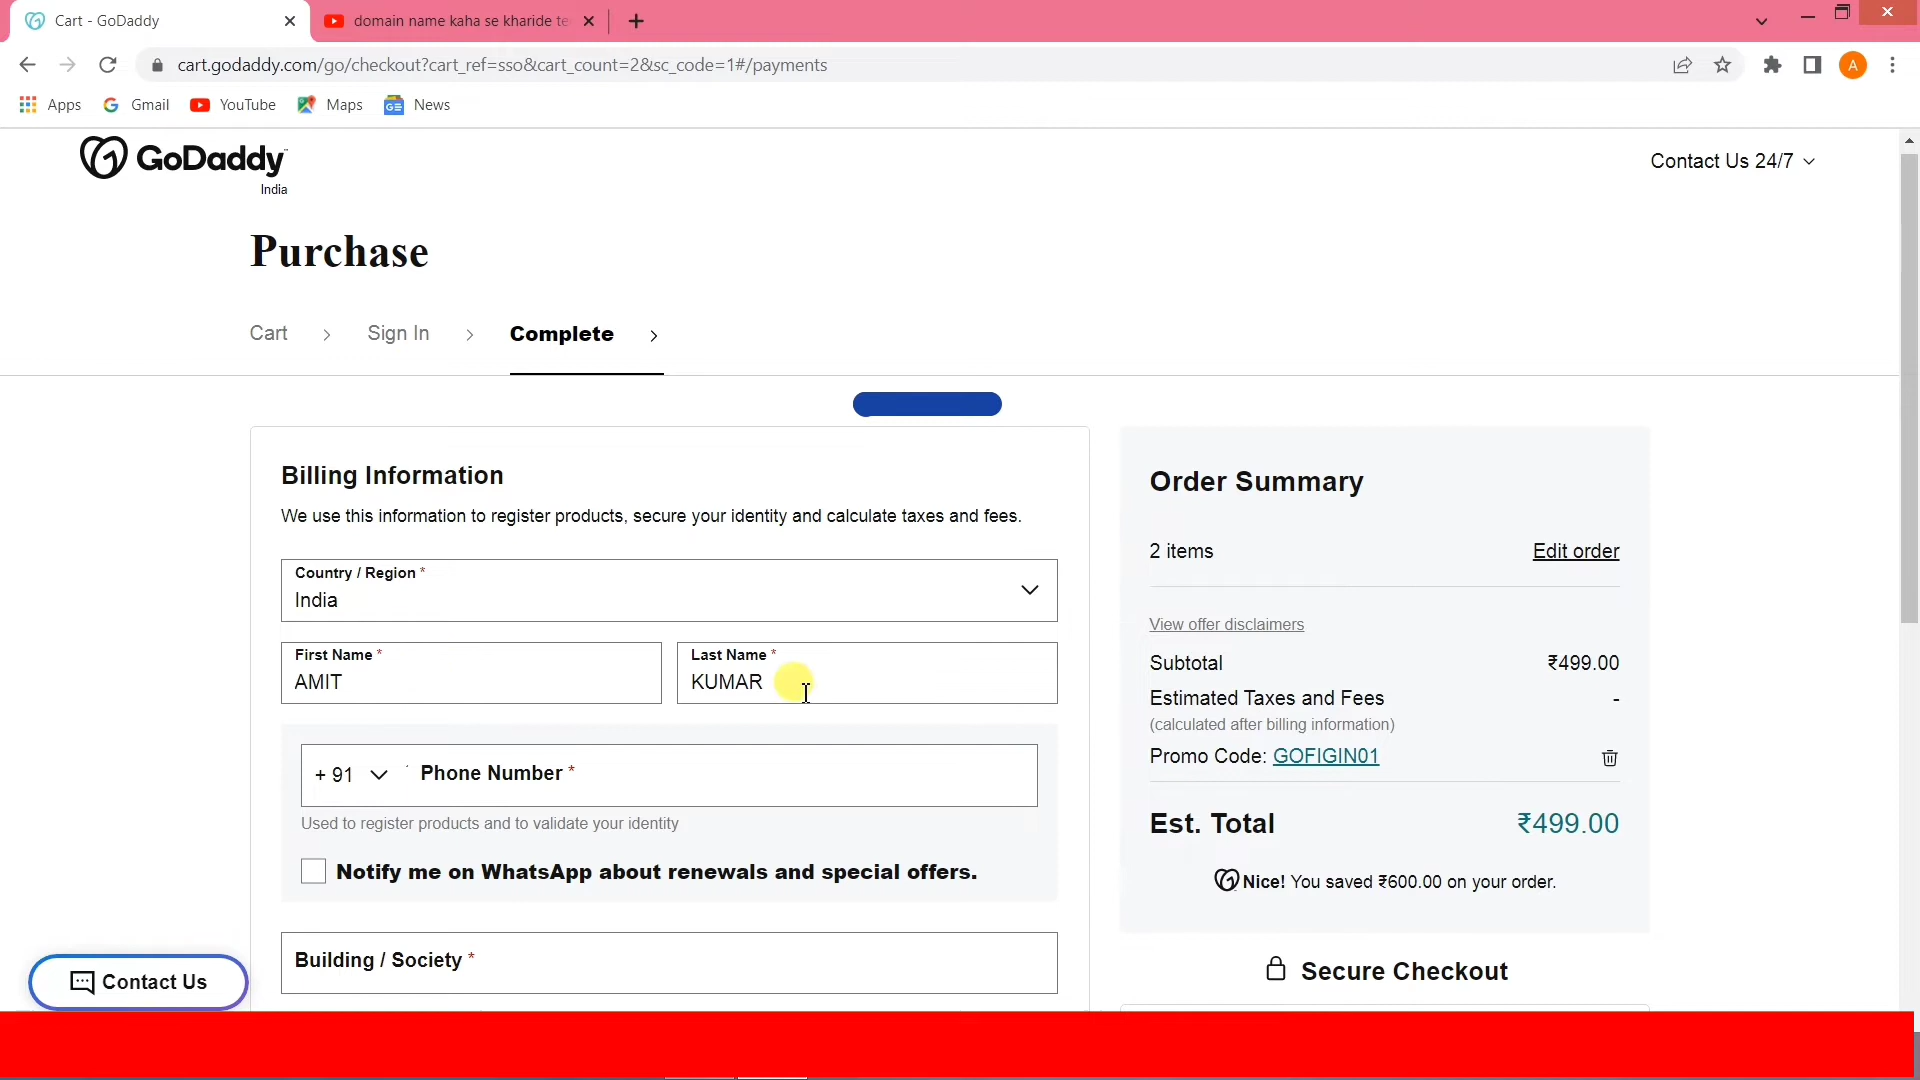 Cart - GoDaddy
domain name kaha se kharide te
cart.godaddy.com/go/checkout?cart_ref=sso&cart_count=2&sc_code=1#/payments
A
Apps
Gmail
YouTube
Maps
News
GoDaddy
India
Contact Us 24/7
Purchase
Cart
Sign In
Complete
Billing Information
We use this information to register products, secure your identity and calculate taxes and fees.
Country / Region *
India
First Name *
AMIT
Last Name *
KUMAR
+ 91
Phone Number *
Used to register products and to validate your identity
Notify me on WhatsApp about renewals and special offers.
Building / Society *
Order Summary
2 items
Edit order
View offer disclaimers
Subtotal
₹499.00
Estimated Taxes and Fees
-
(calculated after billing information)
Promo Code: GOFIGIN01
Est. Total
₹499.00
Nice! You saved ₹600.00 on your order.
Secure Checkout
Contact Us